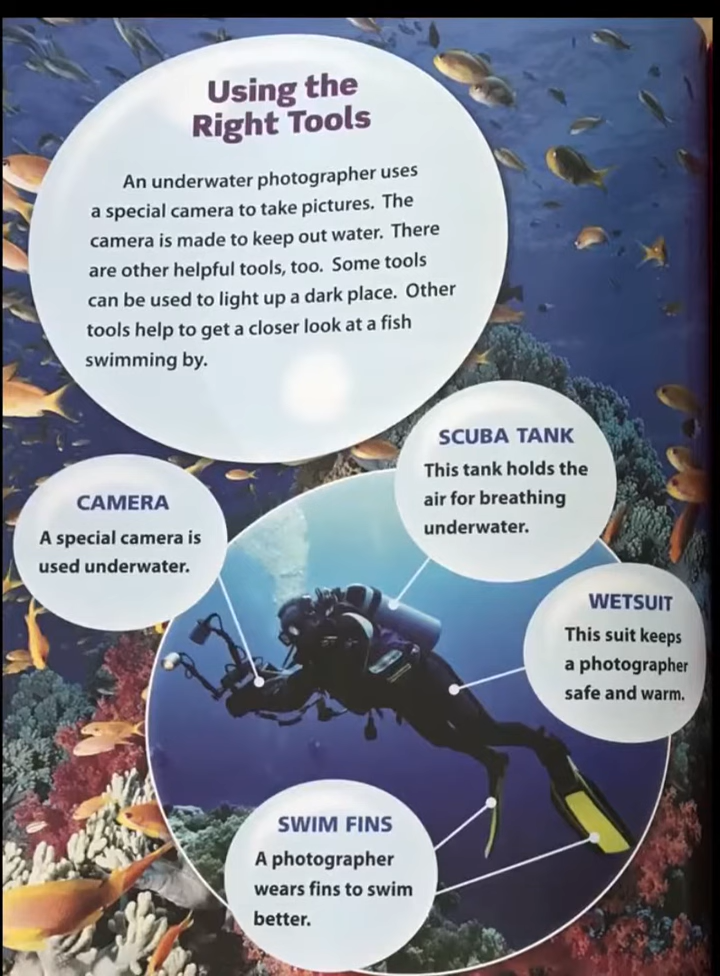 Using the
Right Tools
An underwater photographer uses
a special camera to take pictures. The
camera is made to keep out water. There
are other helpful tools, too. Some tools
can be used to light up a dark place. Other
tools help to get a closer look at a fish
swimming by.
SCUBA TANK
This tank holds the
air for breathing
underwater.
CAMERA
A special camera is
used underwater.
WETSUIT
This suit keeps
a photographer
safe and warm.
SWIM FINS
A photographer
wears fins to swim
better.